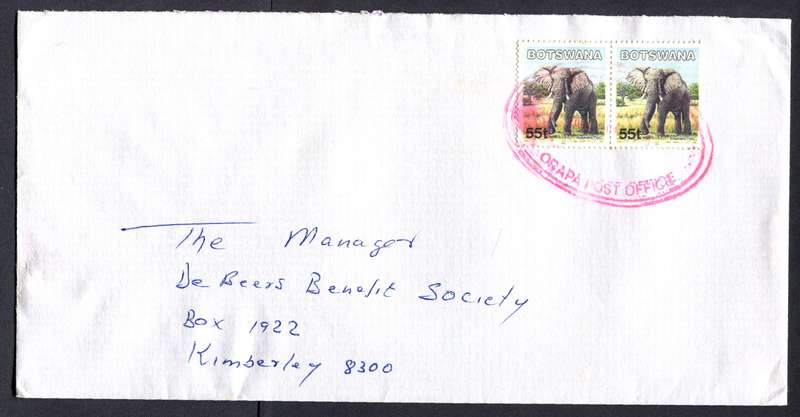 BOTSWANA BOTSWANA
55t 55t
ORAPA POST OFFICE
The Manager
De Beers Benefit Society
Box 1922
Kimberley 8300